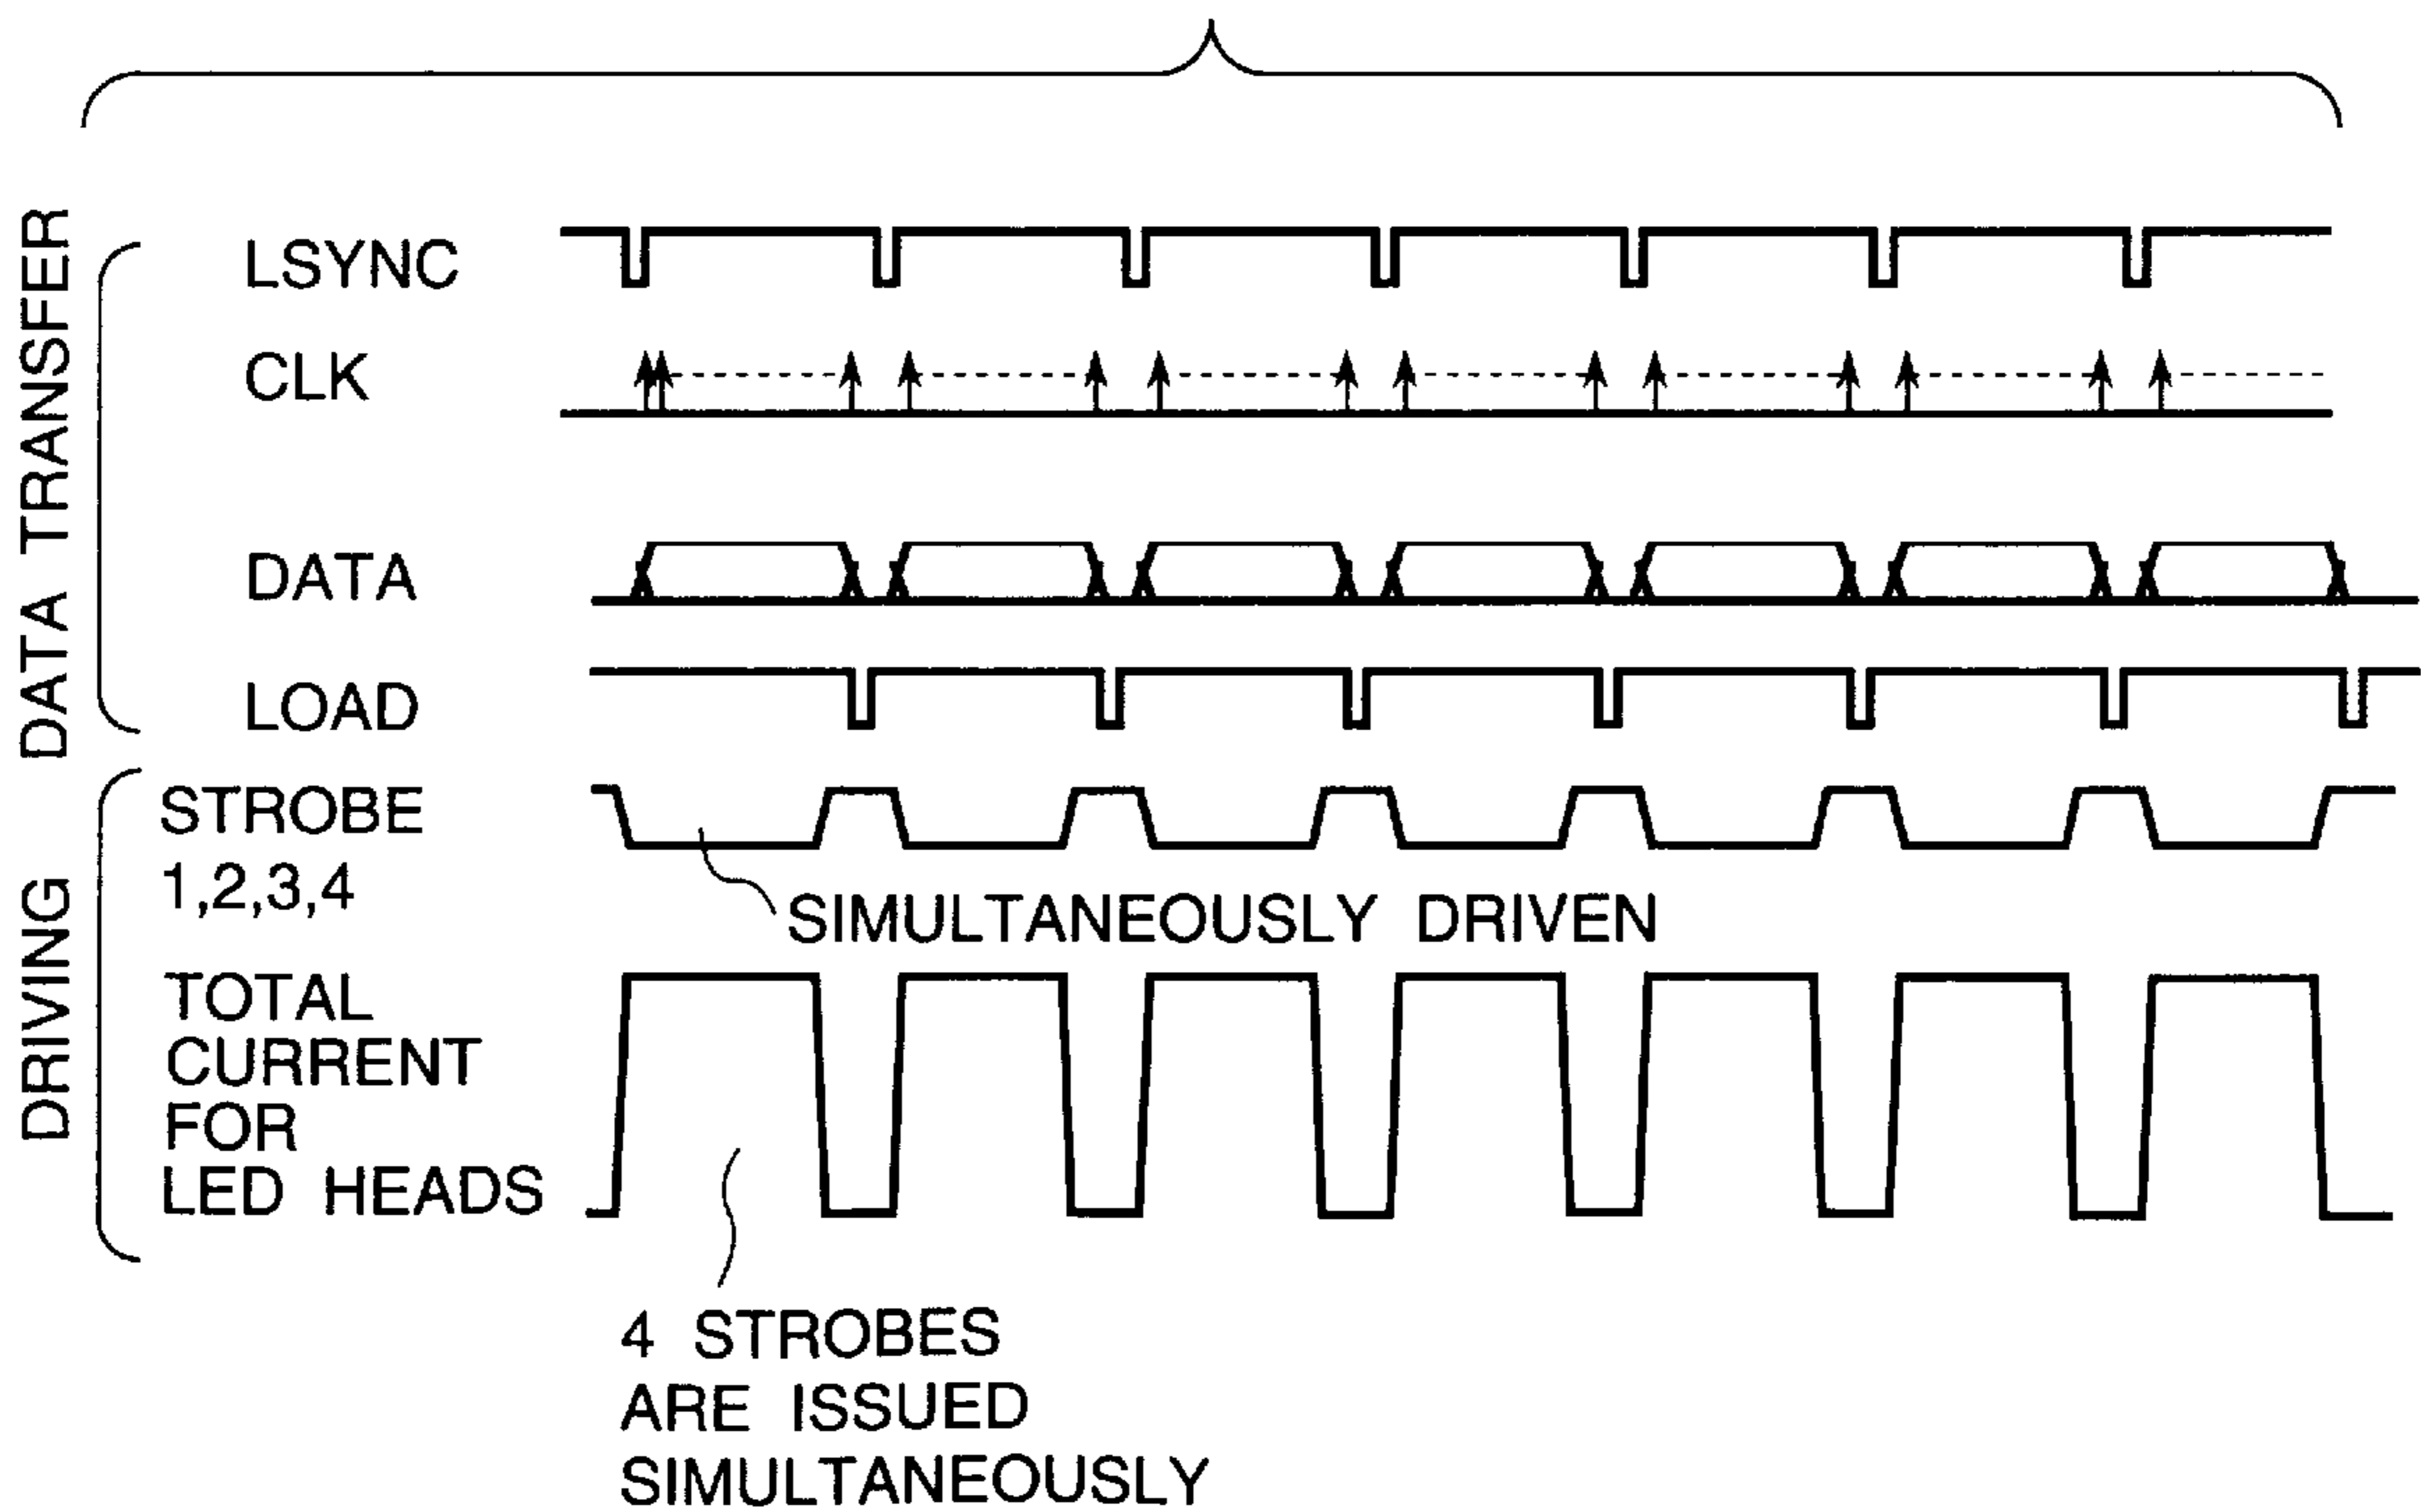 DATA TRANSFER
LSYNC
CLK
DATA
LOAD
DRIVING
STROBE
1,2,3,4
SIMULTANEOUSLY DRIVEN
TOTAL
CURRENT
FOR
LED HEADS
4 STROBES
ARE ISSUED
SIMULTANEOUSLY